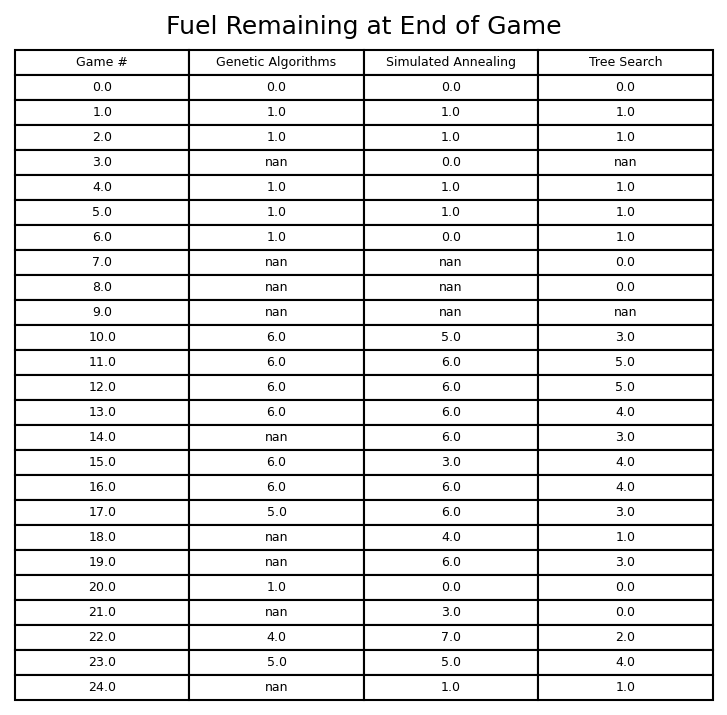 Fuel Remaining at End of Game
Game # Genetic Algorithms Simulated Annealing Tree Search
0.0 0.0 0.0 0.0
1.0 1.0 1.0 1.0
2.0 1.0 1.0 1.0
3.0 nan 0.0 nan
4.0 1.0 1.0 1.0
5.0 1.0 1.0 1.0
6.0 1.0 0.0 1.0
7.0 nan nan 0.0
8.0 nan nan 0.0
9.0 nan nan nan
10.0 6.0 5.0 3.0
11.0 6.0 6.0 5.0
12.0 6.0 6.0 5.0
13.0 6.0 6.0 4.0
14.0 nan 6.0 3.0
15.0 6.0 3.0 4.0
16.0 6.0 6.0 4.0
17.0 5.0 6.0 3.0
18.0 nan 4.0 1.0
19.0 nan 6.0 3.0
20.0 1.0 0.0 0.0
21.0 nan 3.0 0.0
22.0 4.0 7.0 2.0
23.0 5.0 5.0 4.0
24.0 nan 1.0 1.0